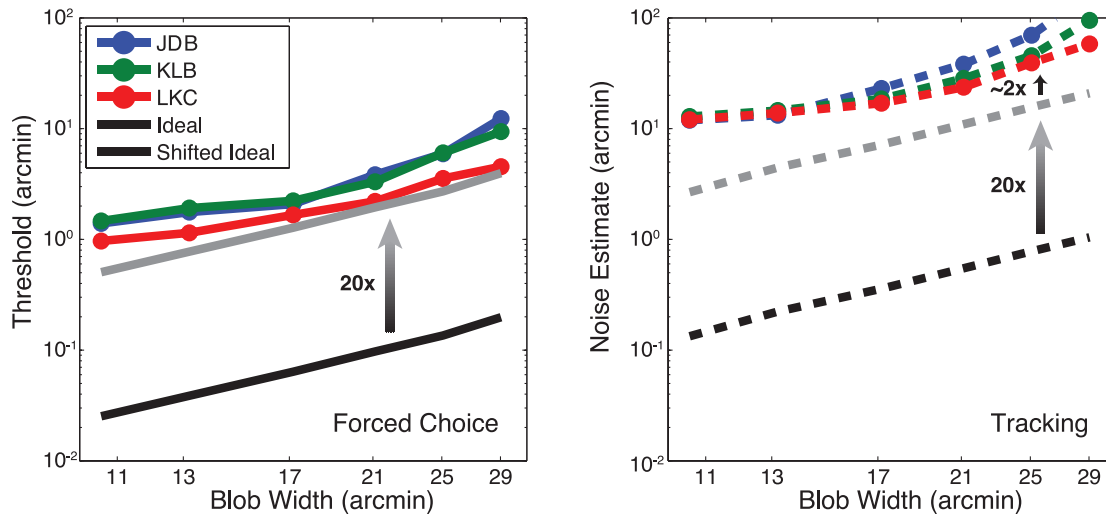 Threshold (arcmin)
10²
10¹
10⁰
10⁻¹
10⁻²
JDB
KLB
LKC
Ideal
Shifted Ideal
20x
Forced Choice
11 13 17 21 25 29
Blob Width (arcmin)
Noise Estimate (arcmin)
10²
10¹
10⁰
10⁻¹
10⁻²
~2x
20x
Tracking
11 13 17 21 25 29
Blob Width (arcmin)